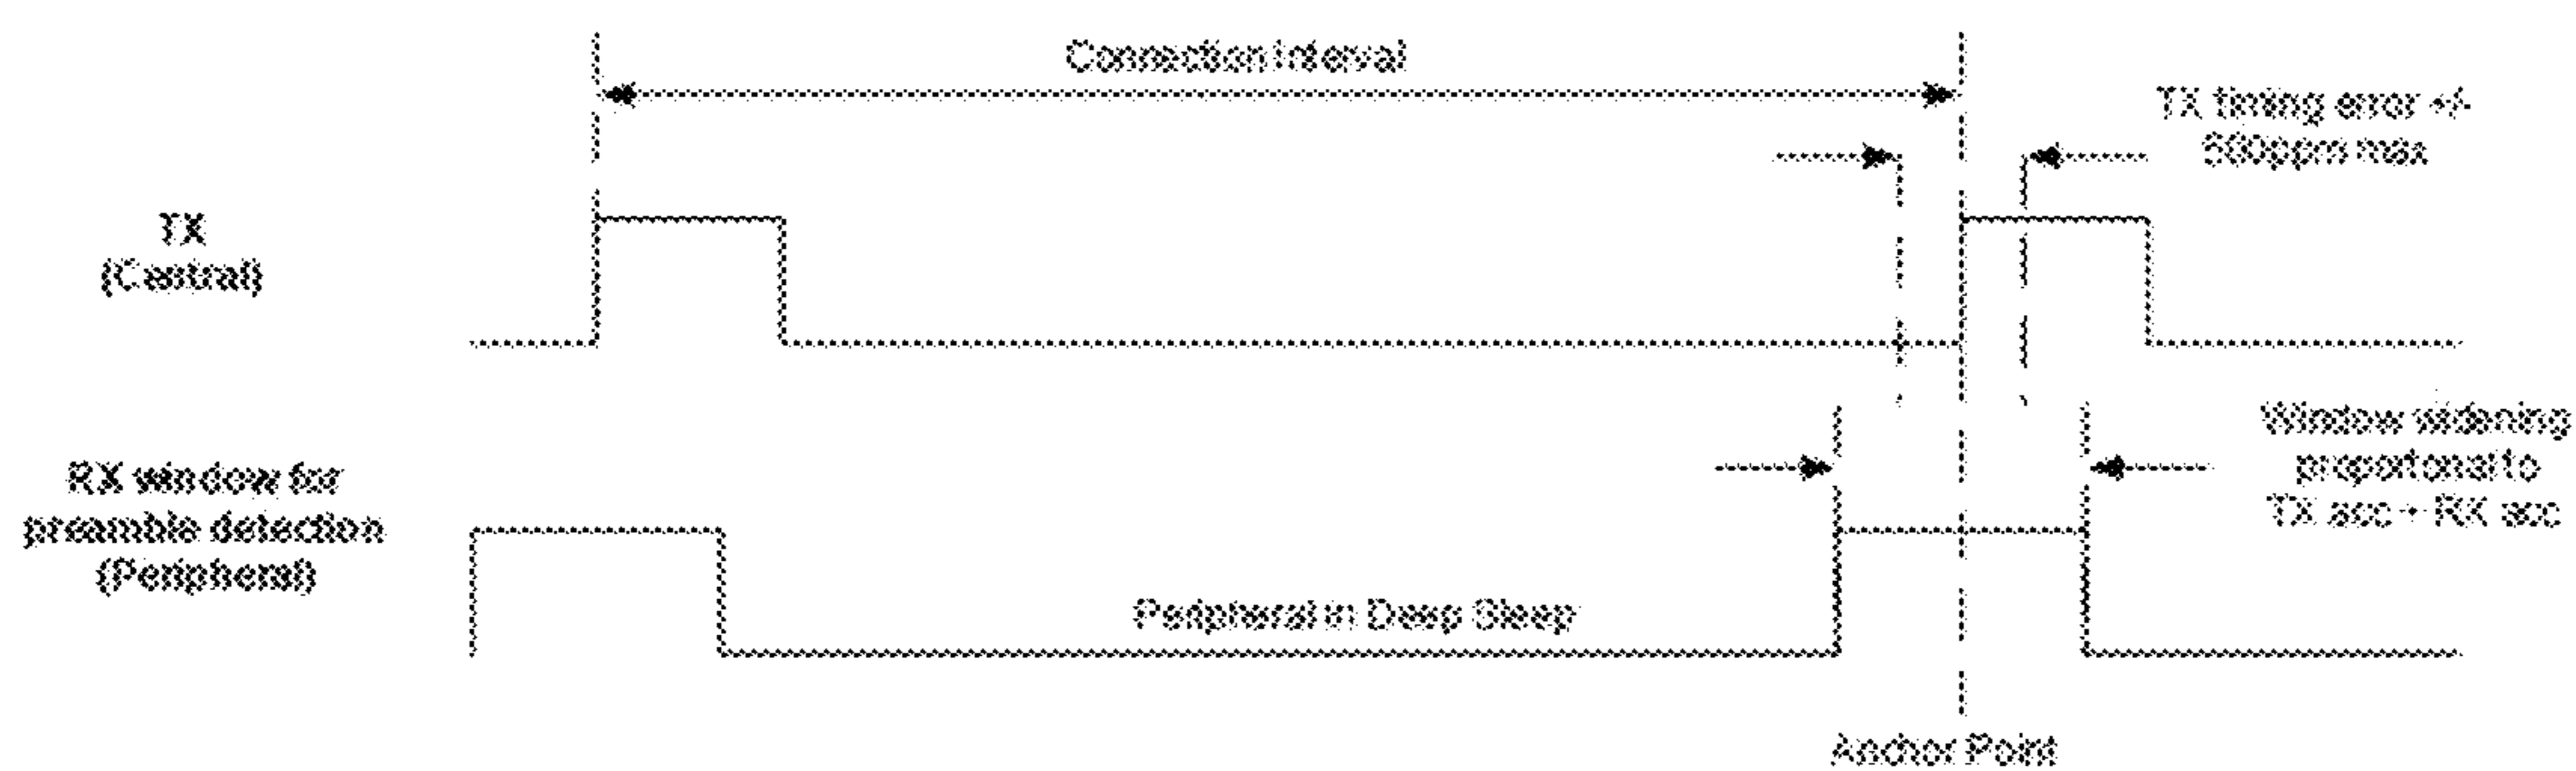 Connection Interval
TX timing error +/-
500ppm max
TX
(Central)
Window widening
proportional to
TX acc + RX acc
RX window for
preamble detection
(Peripheral)
Peripheral in Deep Sleep
Anchor Point